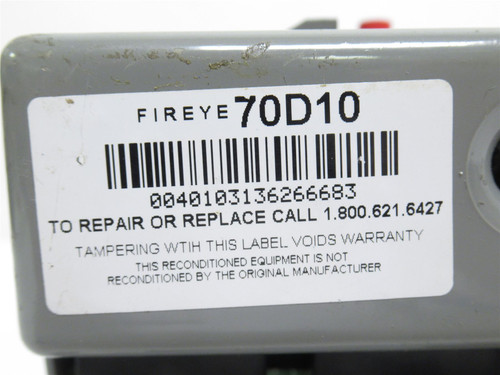 FIREYE 70D10
0040103136266683
TO REPAIR OR REPLACE CALL 1.800.621.6427
TAMPERING WTIH THIS LABEL VOIDS WARRANTY
THIS RECONDITIONED EQUIPMENT IS NOT
RECONDITIONED BY THE ORIGINAL MANUFACTURER